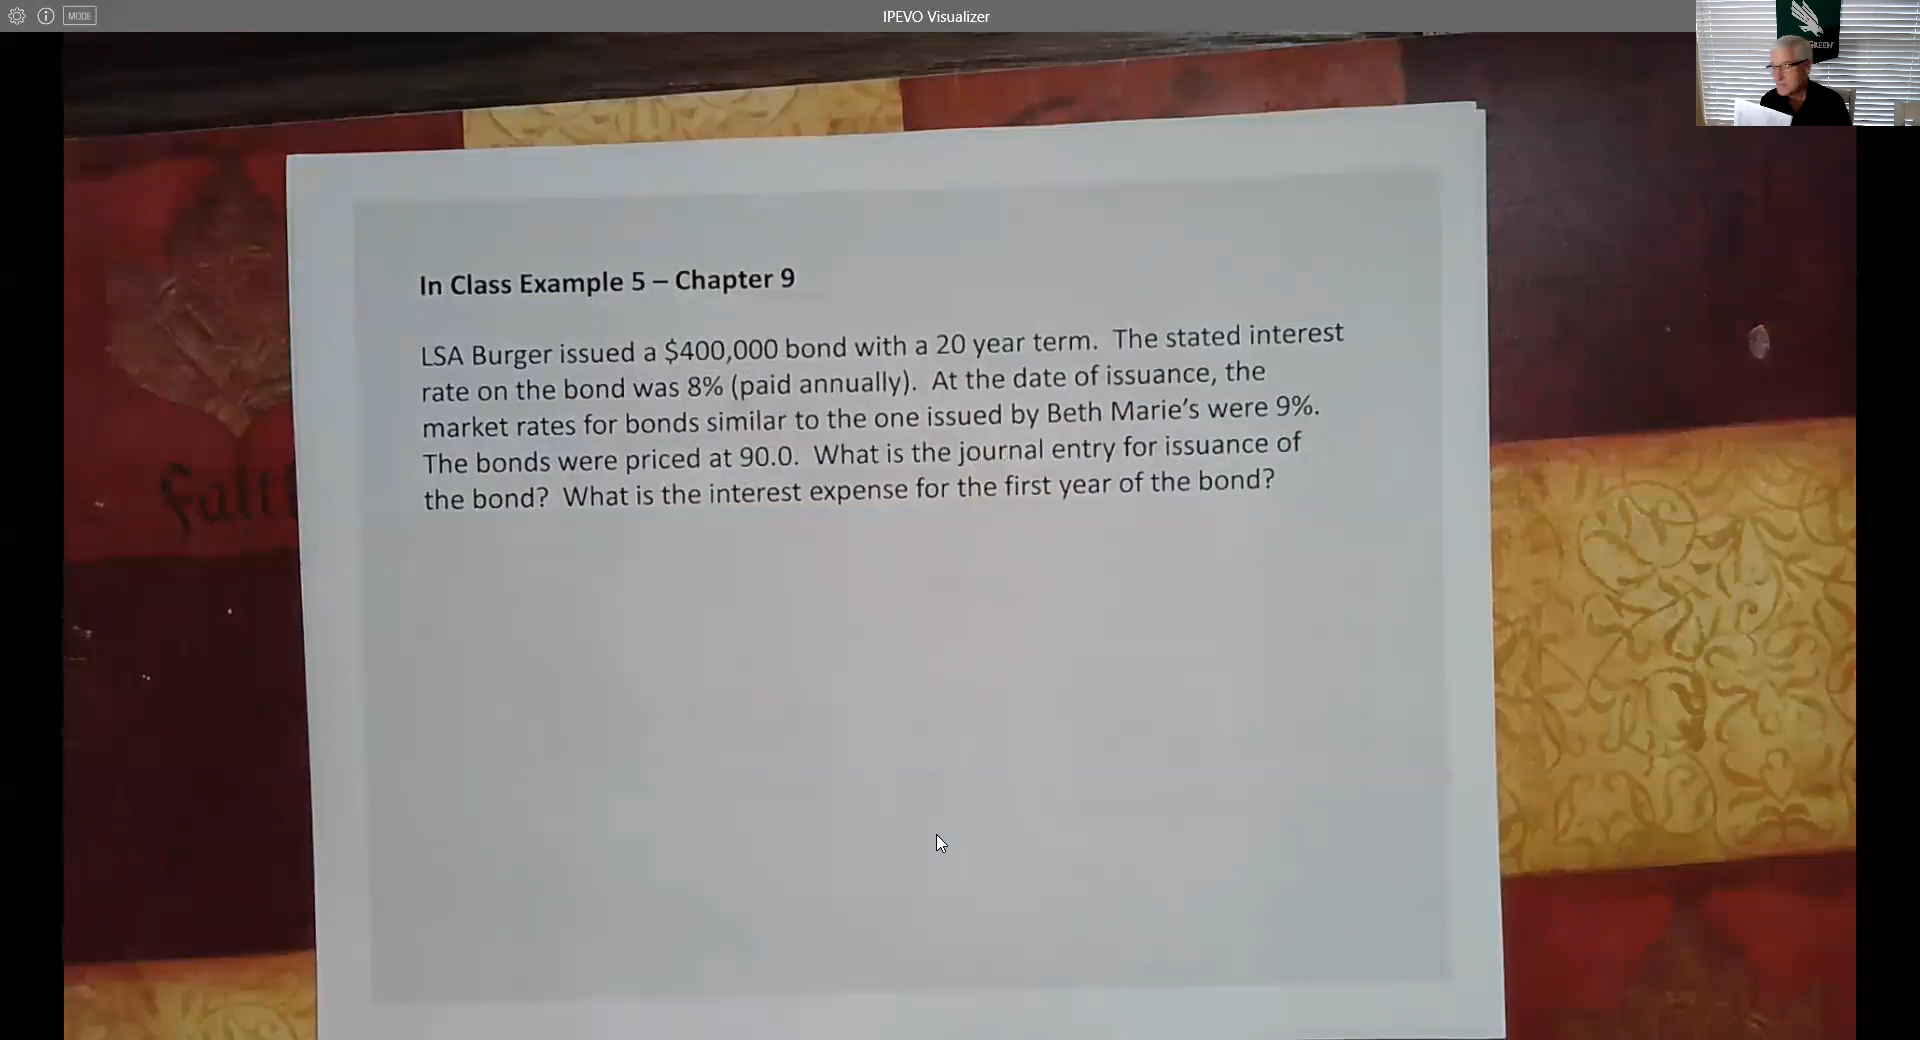 MODE
IPEVO Visualizer
GREEN
In Class Example 5 – Chapter 9
LSA Burger issued a $400,000 bond with a 20 year term.  The stated interest
rate on the bond was 8% (paid annually).  At the date of issuance, the
market rates for bonds similar to the one issued by Beth Marie's were 9%.
The bonds were priced at 90.0.  What is the journal entry for issuance of
the bond?  What is the interest expense for the first year of the bond?